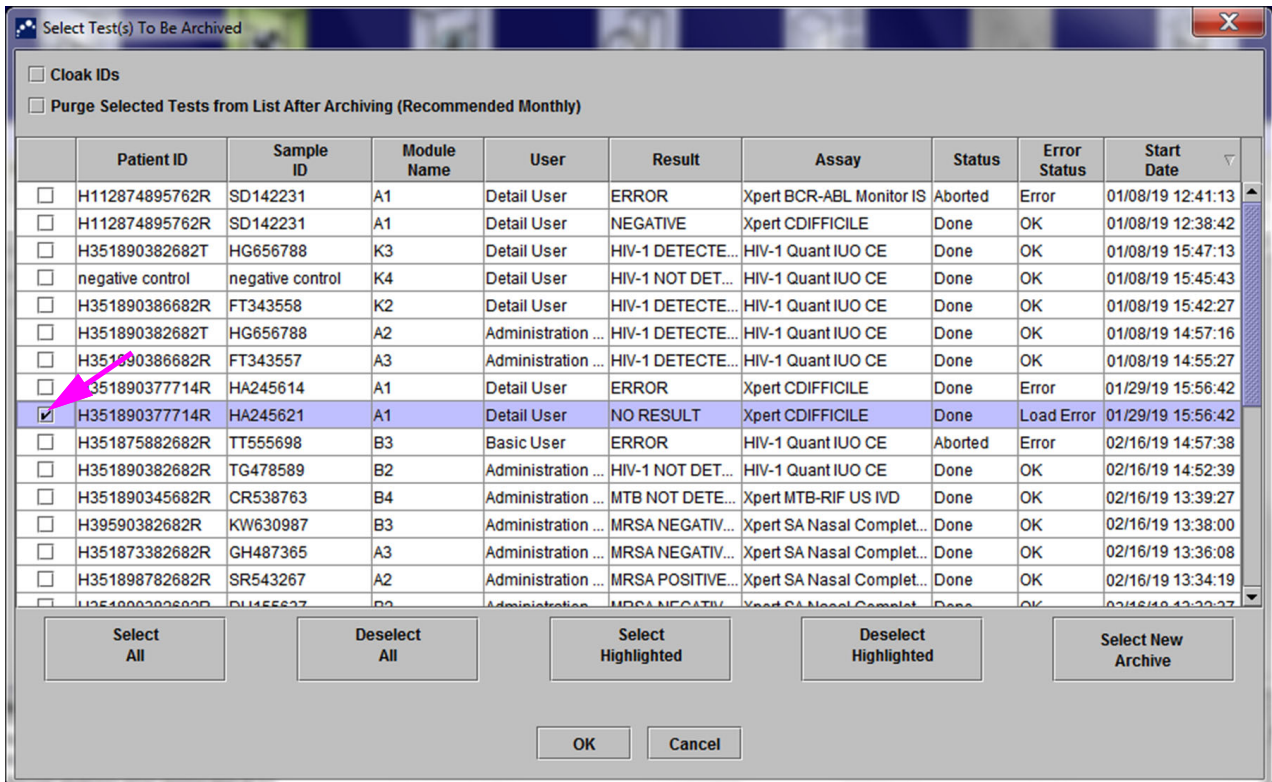 Select Test(s) To Be Archived
Cloak IDs
Purge Selected Tests from List After Archiving (Recommended Monthly)
Patient ID Sample ID Module Name User Result Assay Status Error Status Start Date
H112874895762R SD142231 A1 Detail User ERROR Xpert BCR-ABL Monitor IS Aborted Error 01/08/19 12:41:13
H112874895762R SD142231 A1 Detail User NEGATIVE Xpert CDIFFICILE Done OK 01/08/19 12:38:42
H351890382682T HG656788 K3 Detail User HIV-1 DETECTE... HIV-1 Quant IUO CE Done OK 01/08/19 15:47:13
negative control negative control K4 Detail User HIV-1 NOT DET... HIV-1 Quant IUO CE Done OK 01/08/19 15:45:43
H351890386682R FT343558 K2 Detail User HIV-1 DETECTE... HIV-1 Quant IUO CE Done OK 01/08/19 15:42:27
H351890382682T HG656788 A2 Administration ... HIV-1 DETECTE... HIV-1 Quant IUO CE Done OK 01/08/19 14:57:16
H351890386682R FT343557 A3 Administration ... HIV-1 DETECTE... HIV-1 Quant IUO CE Done OK 01/08/19 14:55:27
H351890377714R HA245614 A1 Detail User ERROR Xpert CDIFFICILE Done Error 01/29/19 15:56:42
H351890377714R HA245621 A1 Detail User NO RESULT Xpert CDIFFICILE Done Load Error 01/29/19 15:56:42
H351875882682R TT555698 B3 Basic User ERROR HIV-1 Quant IUO CE Aborted Error 02/16/19 14:57:38
H351890382682R TG478589 B2 Administration ... HIV-1 NOT DET... HIV-1 Quant IUO CE Done OK 02/16/19 14:52:39
H351890345682R CR538763 B4 Administration ... MTB NOT DETE... Xpert MTB-RIF US IVD Done OK 02/16/19 13:39:27
H39590382682R KW630987 B3 Administration ... MRSA NEGATIV... Xpert SA Nasal Complet... Done OK 02/16/19 13:38:00
H351873382682R GH487365 A3 Administration ... MRSA NEGATIV... Xpert SA Nasal Complet... Done OK 02/16/19 13:36:08
H351898782682R SR543267 A2 Administration ... MRSA POSITIVE... Xpert SA Nasal Complet... Done OK 02/16/19 13:34:19
Select All Deselect All Select Highlighted Deselect Highlighted Select New Archive
OK Cancel